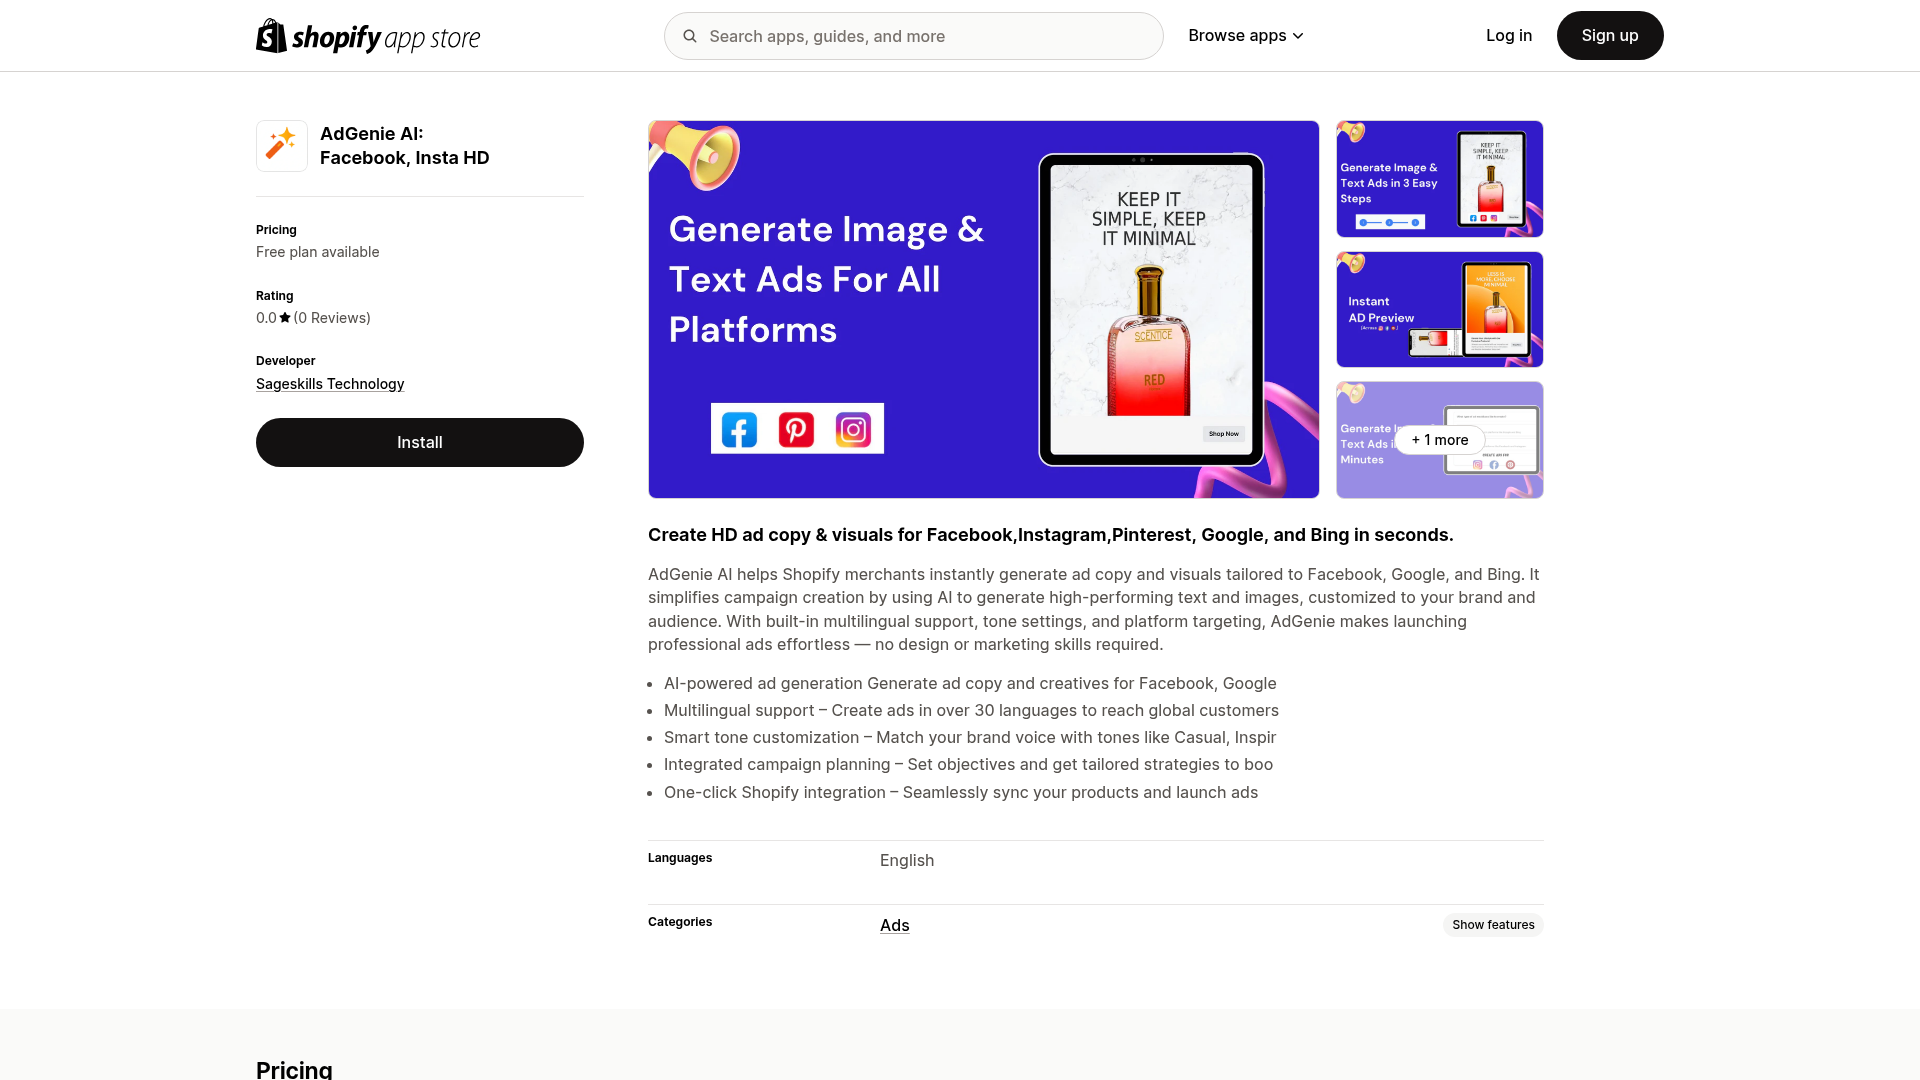 shopify app store
Search apps, guides, and more
Browse apps
Log in
Sign up
AdGenie AI:
Facebook, Insta HD
Pricing
Free plan available
Rating
0.0 (0 Reviews)
Developer
Sageskills Technology
Install
Generate Image &
Text Ads For All
Platforms
KEEP IT
SIMPLE, KEEP
IT MINIMAL
SCENTICE
RED
Shop Now
Generate Image &
Text Ads in 3 Easy
Steps
KEEP IT
SIMPLE, KEEP
IT MINIMAL
Instant
AD Preview
LESS IS
MORE, CHOOSE
MINIMAL
Generate
Text Ads
Minutes
+ 1 more
Create HD ad copy & visuals for Facebook,Instagram,Pinterest, Google, and Bing in seconds.
AdGenie AI helps Shopify merchants instantly generate ad copy and visuals tailored to Facebook, Google, and Bing. It
simplifies campaign creation by using AI to generate high-performing text and images, customized to your brand and
audience. With built-in multilingual support, tone settings, and platform targeting, AdGenie makes launching
professional ads effortless — no design or marketing skills required.
AI-powered ad generation Generate ad copy and creatives for Facebook, Google
Multilingual support – Create ads in over 30 languages to reach global customers
Smart tone customization – Match your brand voice with tones like Casual, Inspir
Integrated campaign planning – Set objectives and get tailored strategies to boo
One-click Shopify integration – Seamlessly sync your products and launch ads
Languages
English
Categories
Ads
Show features
Pricing